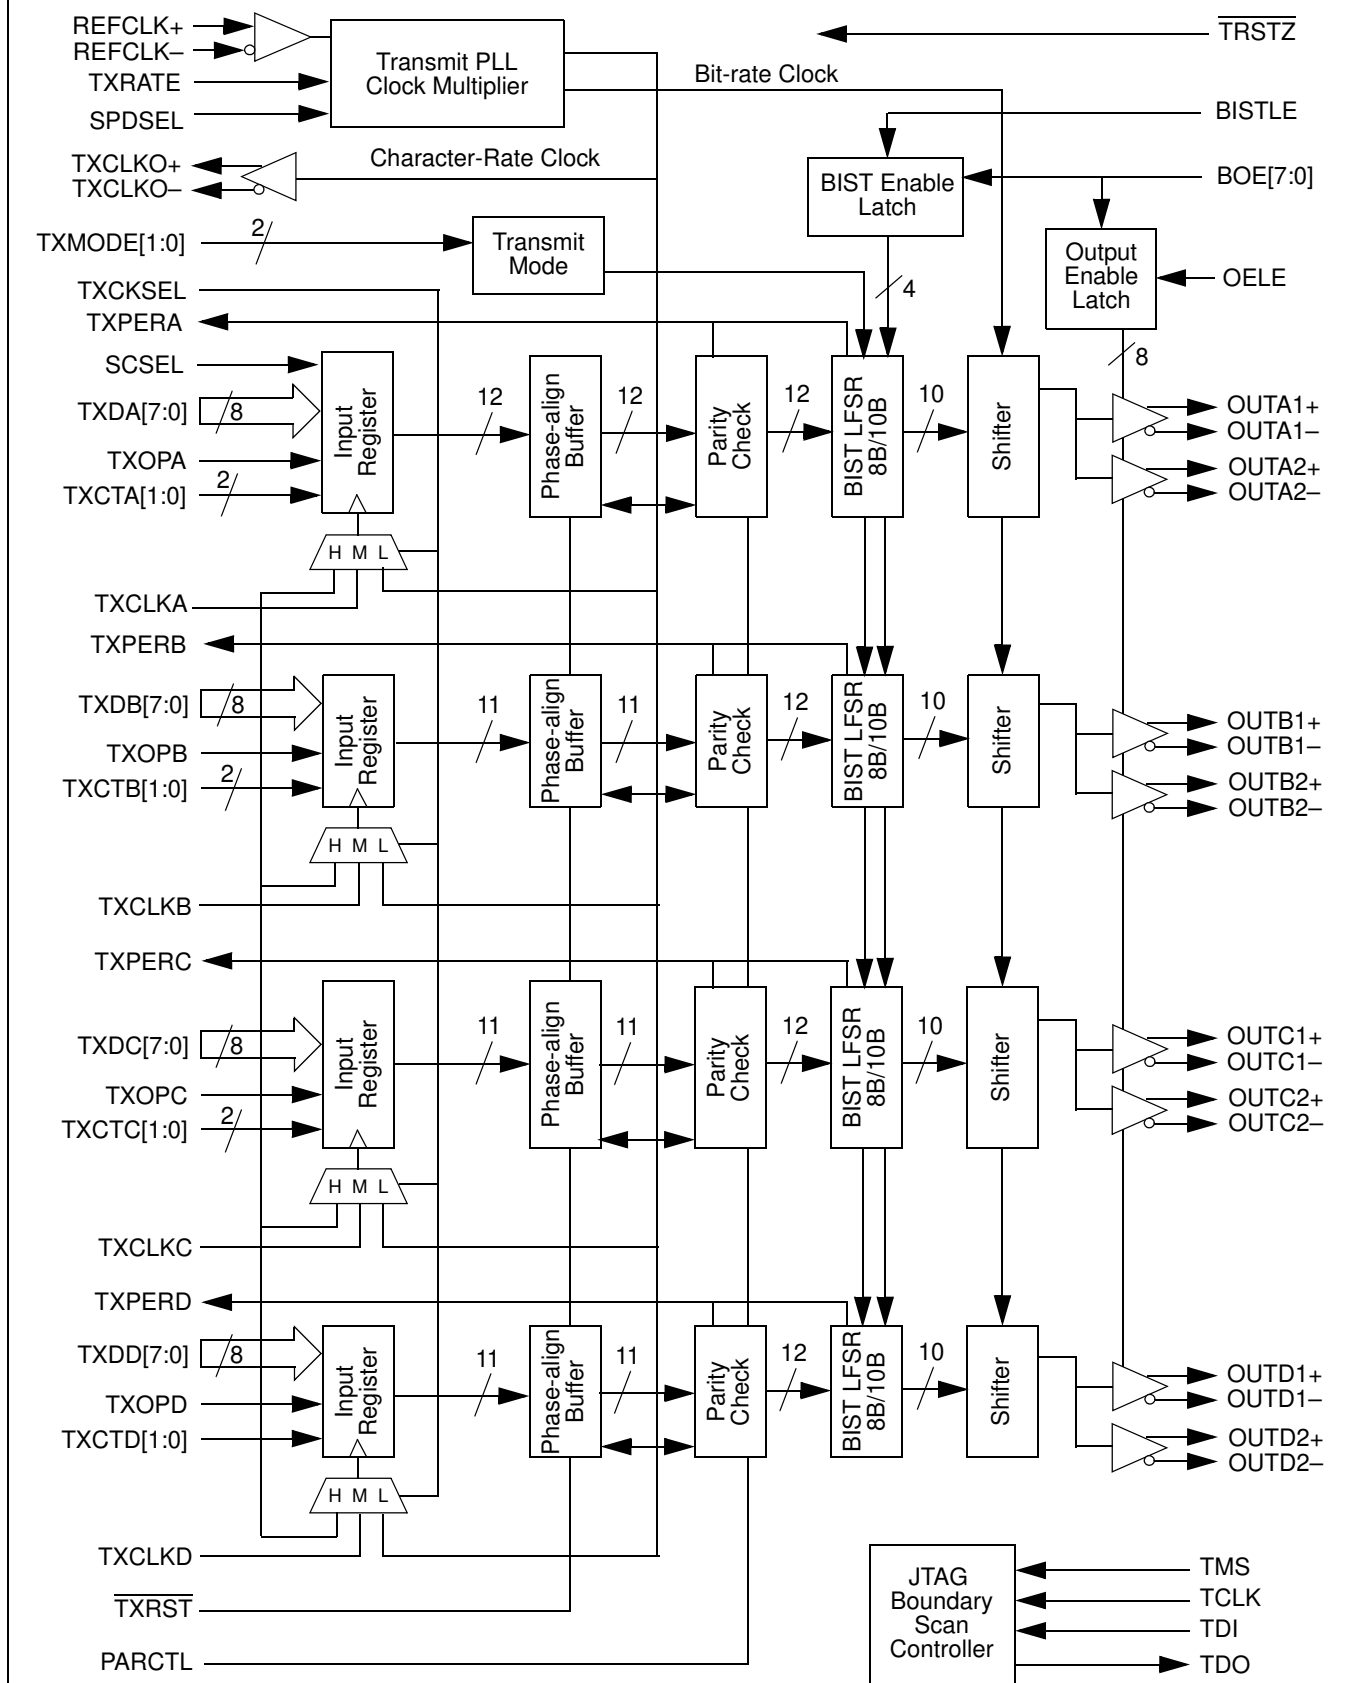 REFCLK+
REFCLK–
TXRATE
SPDSEL
TXCLKO+
TXCLKO–
Transmit PLL
Clock Multiplier
Bit-rate Clock
Character-Rate Clock
TRSTZ
BISTLE
BOE[7:0]
BIST Enable
Latch
Output
Enable
Latch
OELE
TXMODE[1:0]
2
Transmit
Mode
4
8
TXCKSEL
TXPERA
SCSEL
TXDA[7:0]
8
TXOPA
TXCTA[1:0]
2
Input
Register
12
Phase-align
Buffer
12
Parity
Check
12
BIST LFSR
8B/10B
10
Shifter
OUTA1+
OUTA1–
OUTA2+
OUTA2–
H M L
TXCLKA
TXPERB
TXDB[7:0]
8
TXOPB
TXCTB[1:0]
2
Input
Register
11
Phase-align
Buffer
11
Parity
Check
12
BIST LFSR
8B/10B
10
Shifter
OUTB1+
OUTB1–
OUTB2+
OUTB2–
H M L
TXCLKB
TXPERC
TXDC[7:0]
8
TXOPC
TXCTC[1:0]
2
Input
Register
11
Phase-align
Buffer
11
Parity
Check
12
BIST LFSR
8B/10B
10
Shifter
OUTC1+
OUTC1–
OUTC2+
OUTC2–
H M L
TXCLKC
TXPERD
TXDD[7:0]
8
TXOPD
TXCTD[1:0]
Input
Register
11
Phase-align
Buffer
11
Parity
Check
12
BIST LFSR
8B/10B
10
Shifter
OUTD1+
OUTD1–
OUTD2+
OUTD2–
H M L
TXCLKD
TXRST
PARCTL
JTAG
Boundary
Scan
Controller
TMS
TCLK
TDI
TDO